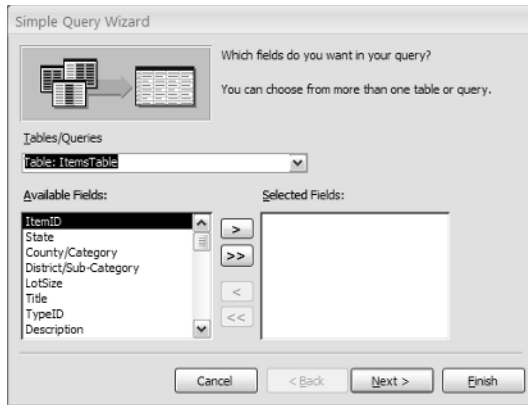 Simple Query Wizard
Which fields do you want in your query?
You can choose from more than one table or query.
Tables/Queries
Table: ItemsTable
Available Fields:
Selected Fields:
ItemID
State
County/Category
District/Sub-Category
LotSize
Title
TypeID
Description
>
>>
<
<<
Cancel
< Back
Next >
Finish